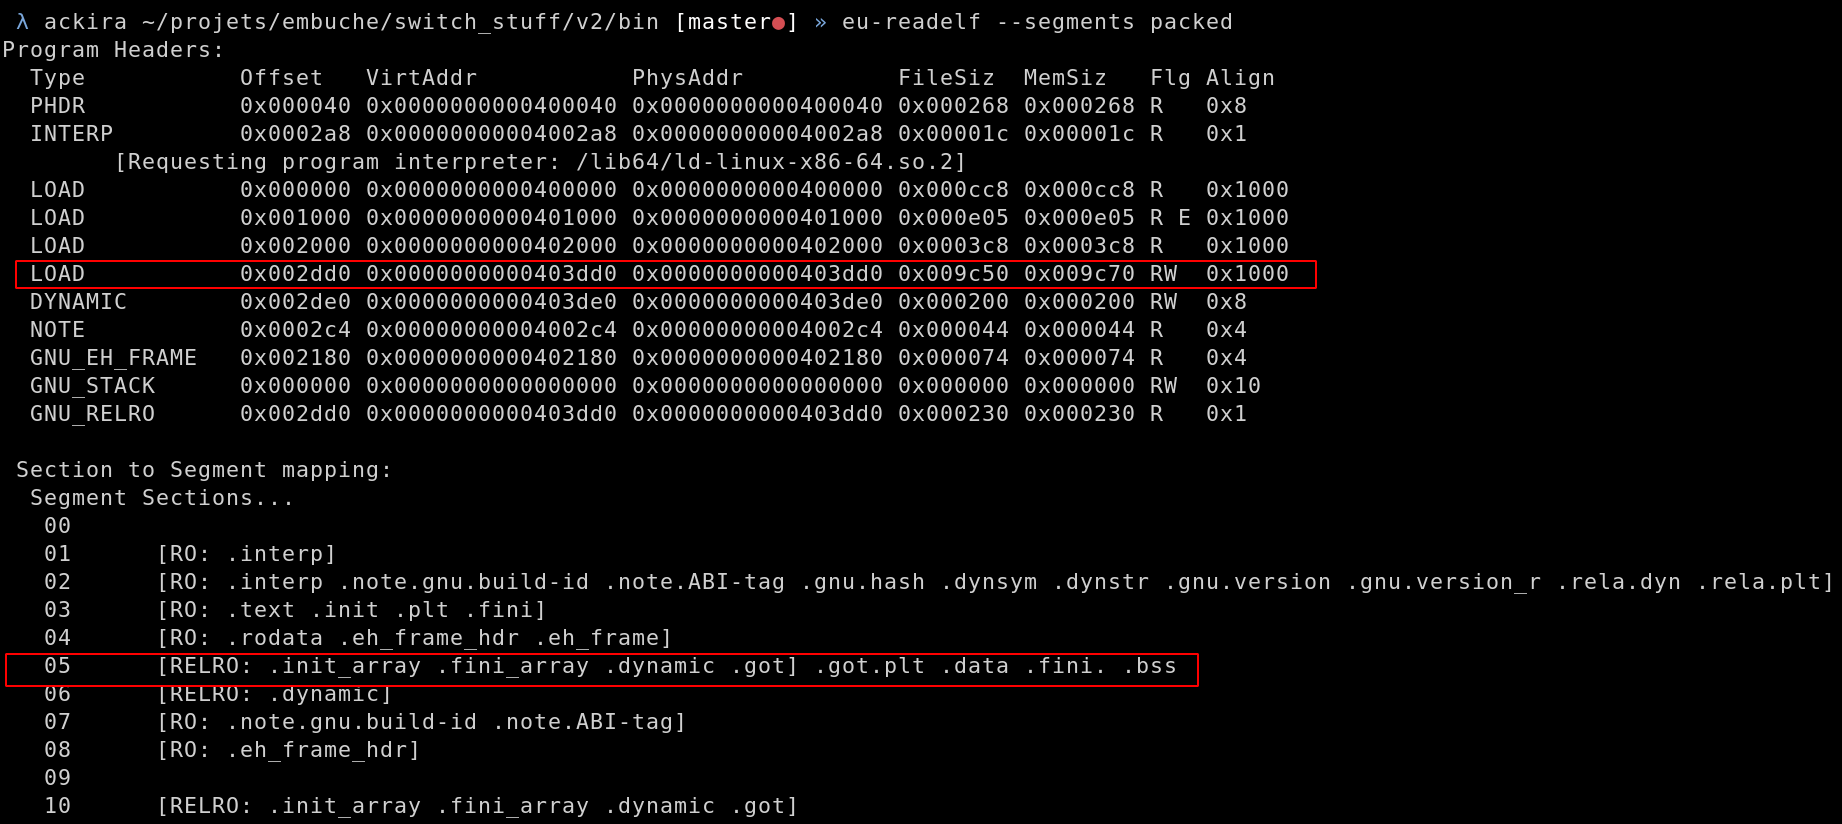 λ ackira ~/projets/embuche/switch_stuff/v2/bin [master●] » eu-readelf --segments packed
Program Headers:
  Type           Offset   VirtAddr           PhysAddr           FileSiz  MemSiz   Flg Align
  PHDR           0x000040 0x0000000000400040 0x0000000000400040 0x000268 0x000268 R   0x8
  INTERP         0x0002a8 0x00000000004002a8 0x00000000004002a8 0x00001c 0x00001c R   0x1
        [Requesting program interpreter: /lib64/ld-linux-x86-64.so.2]
  LOAD           0x000000 0x0000000000400000 0x0000000000400000 0x000cc8 0x000cc8 R   0x1000
  LOAD           0x001000 0x0000000000401000 0x0000000000401000 0x000e05 0x000e05 R E 0x1000
  LOAD           0x002000 0x0000000000402000 0x0000000000402000 0x0003c8 0x0003c8 R   0x1000
  LOAD           0x002dd0 0x0000000000403dd0 0x0000000000403dd0 0x009c50 0x009c70 RW  0x1000
  DYNAMIC        0x002de0 0x0000000000403de0 0x0000000000403de0 0x000200 0x000200 RW  0x8
  NOTE           0x0002c4 0x00000000004002c4 0x00000000004002c4 0x000044 0x000044 R   0x4
  GNU_EH_FRAME   0x002180 0x0000000000402180 0x0000000000402180 0x000074 0x000074 R   0x4
  GNU_STACK      0x000000 0x0000000000000000 0x0000000000000000 0x000000 0x000000 RW  0x10
  GNU_RELRO      0x002dd0 0x0000000000403dd0 0x0000000000403dd0 0x000230 0x000230 R   0x1

 Section to Segment mapping:
  Segment Sections...
   00
   01      [RO: .interp]
   02      [RO: .interp .note.gnu.build-id .note.ABI-tag .gnu.hash .dynsym .dynstr .gnu.version .gnu.version_r .rela.dyn .rela.plt]
   03      [RO: .text .init .plt .fini]
   04      [RO: .rodata .eh_frame_hdr .eh_frame]
   05      [RELRO: .init_array .fini_array .dynamic .got] .got.plt .data .fini. .bss
   06      [RELRO: .dynamic]
   07      [RO: .note.gnu.build-id .note.ABI-tag]
   08      [RO: .eh_frame_hdr]
   09
   10      [RELRO: .init_array .fini_array .dynamic .got]